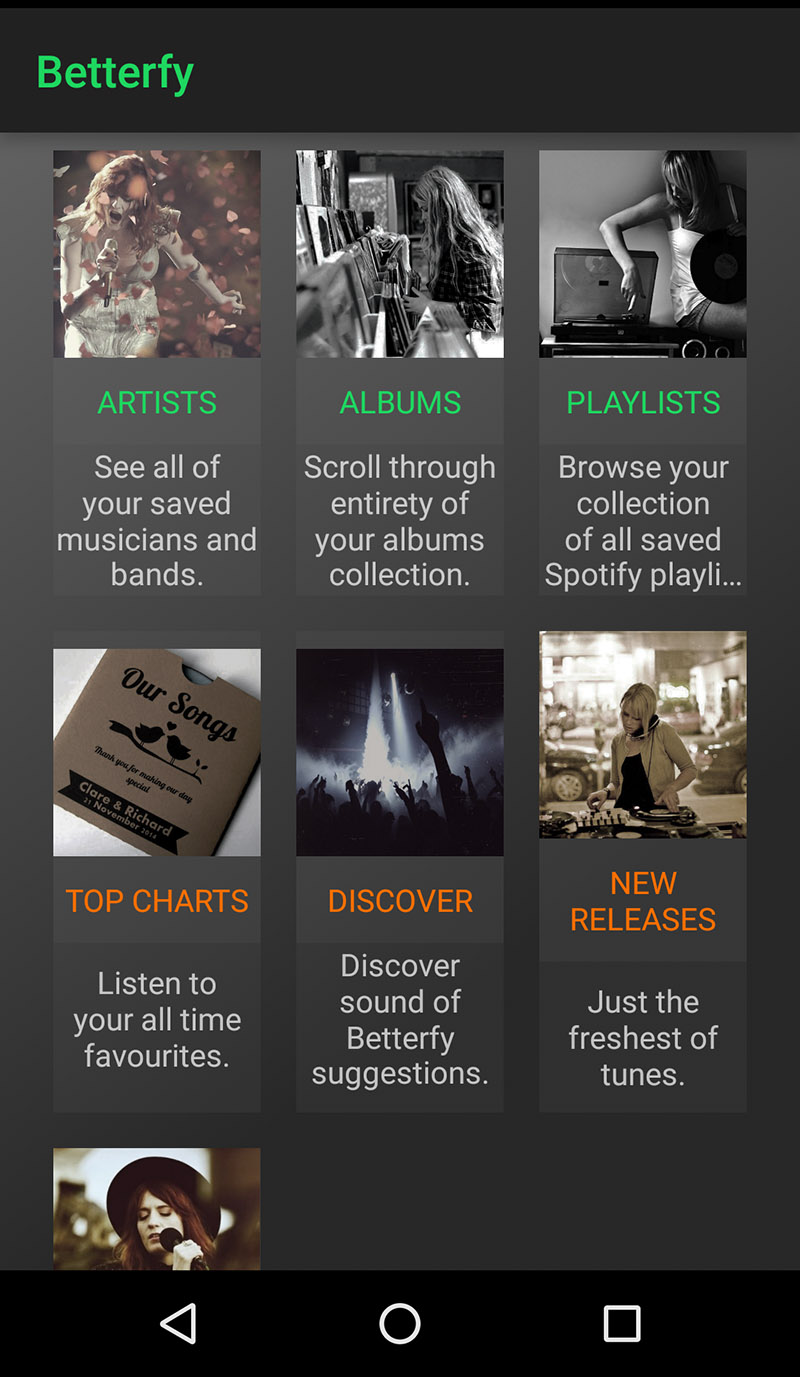 Betterfy
ARTISTS
See all of
your saved
musicians and
bands.
ALBUMS
Scroll through
entirety of
your albums
collection.
PLAYLISTS
Browse your
collection
of all saved
Spotify playli...
Our Songs
Thank you for making our day
special!
Clare & Richard
21 November 2014
TOP CHARTS
Listen to
your all time
favourites.
DISCOVER
Discover
sound of
Betterfy
suggestions.
NEW
RELEASES
Just the
freshest of
tunes.